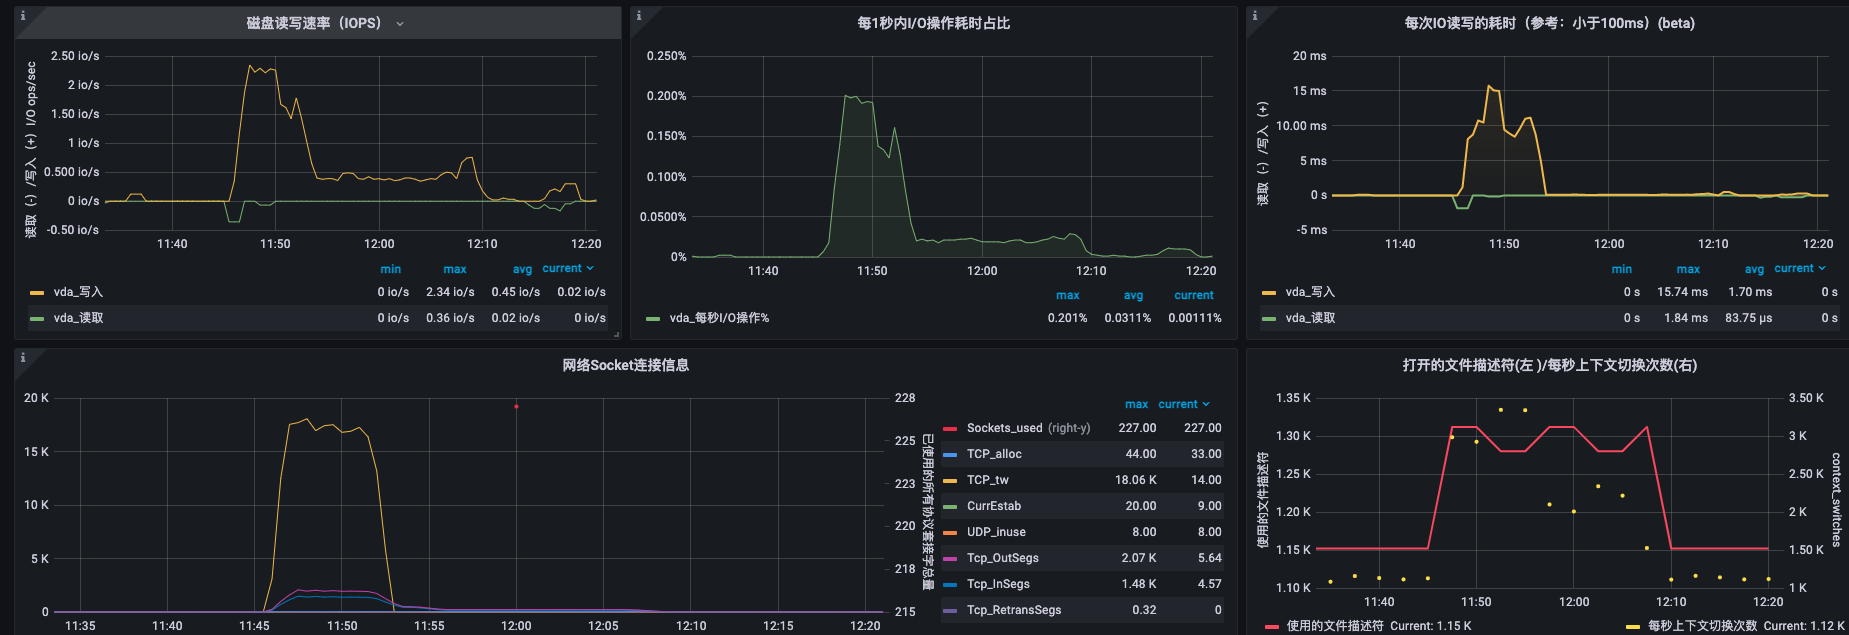 磁盘读写速率（IOPS）
读取（-）/写入（+）I/O ops/sec
2.50 io/s
2 io/s
1.50 io/s
1 io/s
0.500 io/s
0 io/s
-0.50 io/s
11:40 11:50 12:00 12:10 12:20
min max avg current
vda_写入 0 io/s 2.34 io/s 0.45 io/s 0.02 io/s
vda_读取 0 io/s 0.36 io/s 0.02 io/s 0 io/s
每1秒内I/O操作耗时占比
0.250%
0.200%
0.150%
0.100%
0.0500%
0%
11:40 11:50 12:00 12:10 12:20
max avg current
vda_每秒I/O操作% 0.201% 0.0311% 0.00111%
每次IO读写的耗时（参考：小于100ms）(beta)
读取（-）/写入（+）
20 ms
15 ms
10.00 ms
5 ms
0 s
-5 ms
11:40 11:50 12:00 12:10 12:20
min max avg current
vda_写入 0 s 15.74 ms 1.70 ms 0 s
vda_读取 0 s 1.84 ms 83.75 µs 0 s
网络Socket连接信息
20 K
15 K
10 K
5 K
0
228
225
223
220
218
215
已使用的所有协议套接字总量
11:35 11:40 11:45 11:50 11:55 12:00 12:05 12:10 12:15 12:20
max current
Sockets_used (right-y) 227.00 227.00
TCP_alloc 44.00 33.00
TCP_tw 18.06 K 14.00
CurrEstab 20.00 9.00
UDP_inuse 8.00 8.00
Tcp_OutSegs 2.07 K 5.64
Tcp_InSegs 1.48 K 4.57
Tcp_RetransSegs 0.32 0
打开的文件描述符(左 )/每秒上下文切换次数(右)
使用的文件描述符
1.35 K
1.30 K
1.25 K
1.20 K
1.15 K
1.10 K
3.50 K
3 K
2.50 K
2 K
1.50 K
1 K
context_switches
11:40 11:50 12:00 12:10 12:20
使用的文件描述符 Current: 1.15 K
每秒上下文切换次数 Current: 1.12 K